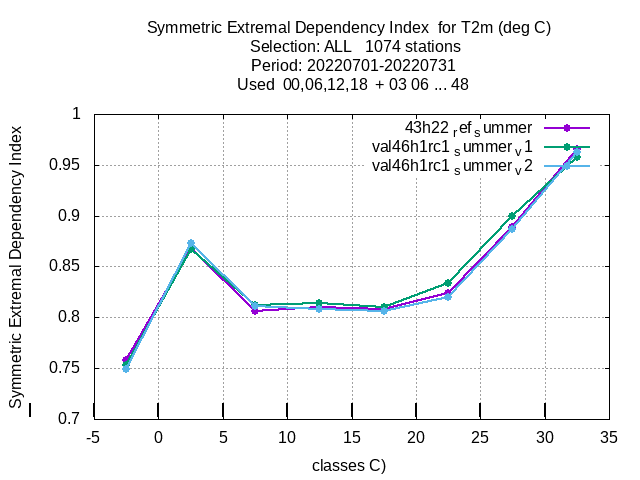 Symmetric Extremal Dependency Index for T2m (deg C)
Selection: ALL 1074 stations
Period: 20220701-20220731
Used 00,06,12,18 + 03 06 ... 48
Symmetric Extremal Dependency Index
1
0.95
0.9
0.85
0.8
0.75
0.7
43h22 ref summer
val46h1rc1 summer v1
val46h1rc1 summer v2
-5 0 5 10 15 20 25 30 35
classes C)